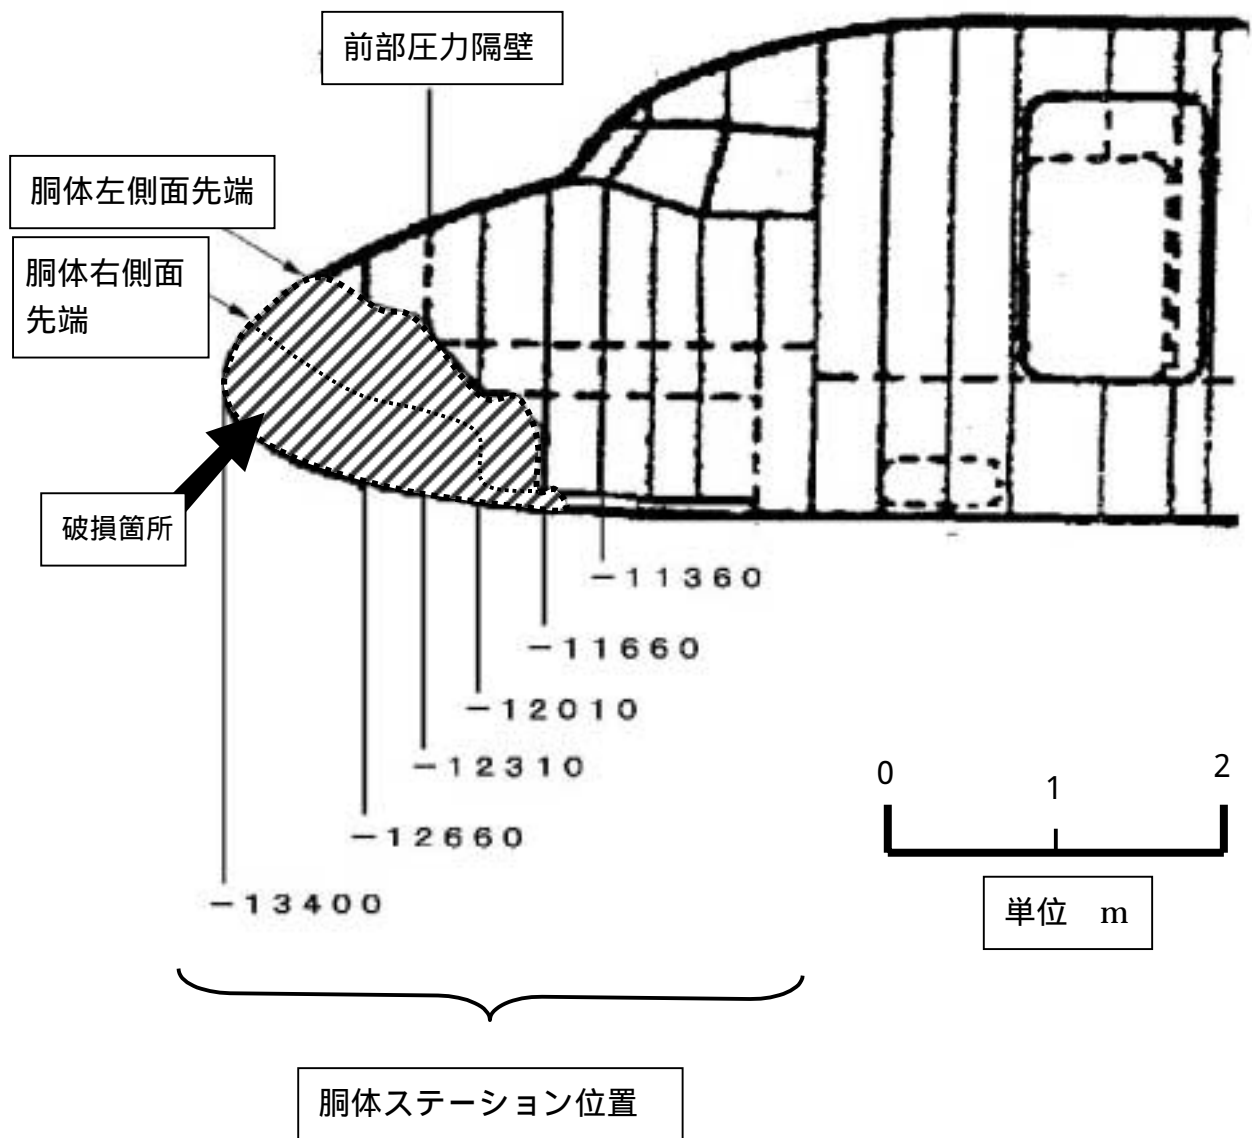 前部圧力隔壁
胴体左側面先端
胴体右側面
先端
破損箇所
－11360
－11660
－12010
－12310
－12660
－13400
0
1
2
単位　m
胴体ステーション位置